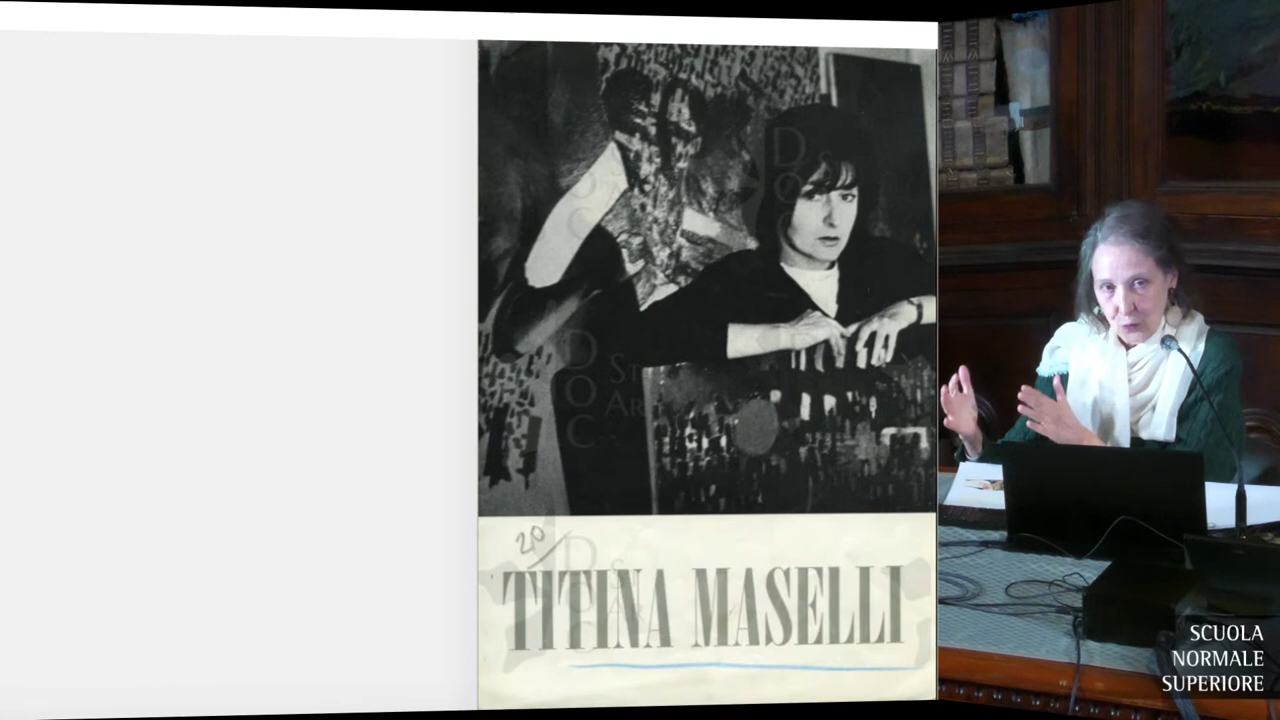 20/
TITINA MASELLI
SCUOLA
NORMALE
SUPERIORE